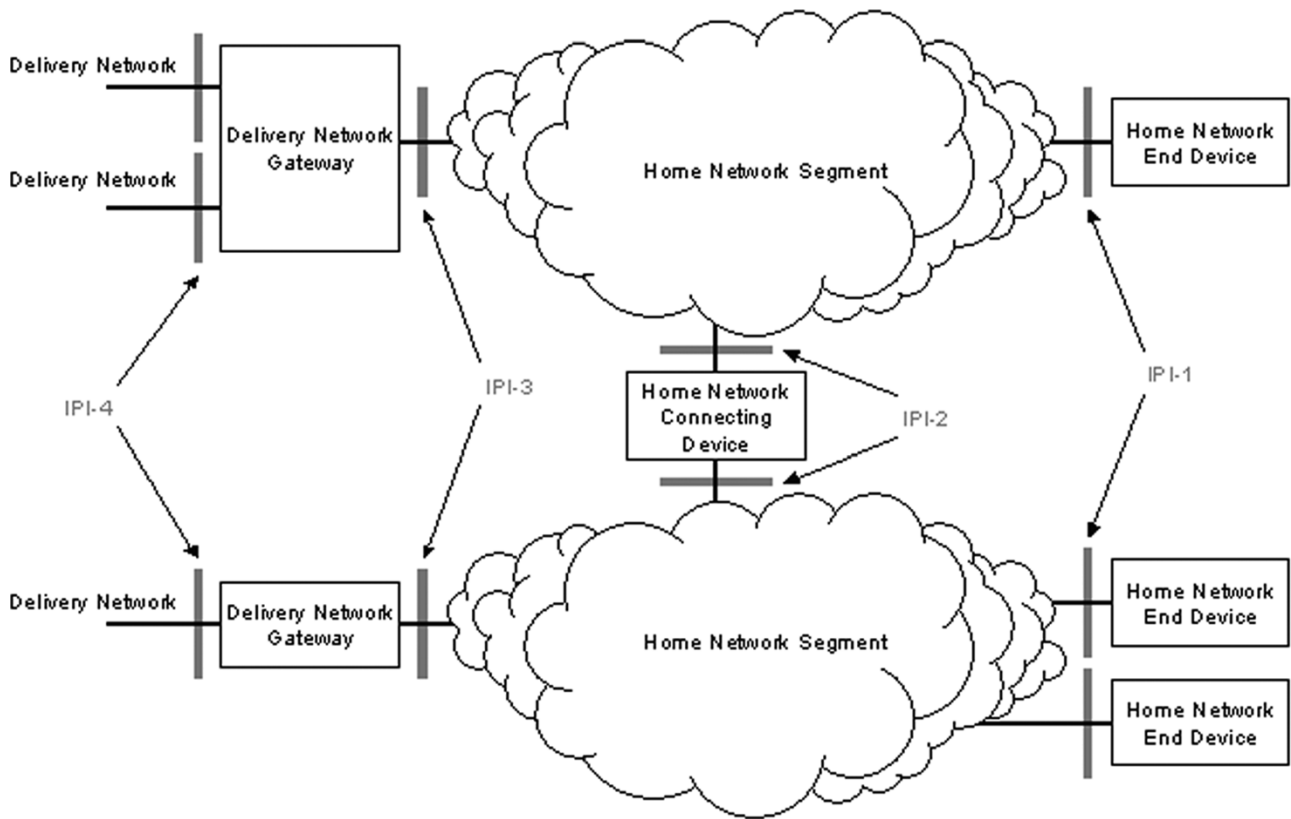 Delivery Network
Delivery Network
Delivery Network
Gateway
Home Network Segment
Home Network
End Device
IPI-4
IPI-3
Home Network
Connecting
Device
IPI-2
IPI-1
Delivery Network
Delivery Network
Gateway
Home Network Segment
Home Network
End Device
Home Network
End Device